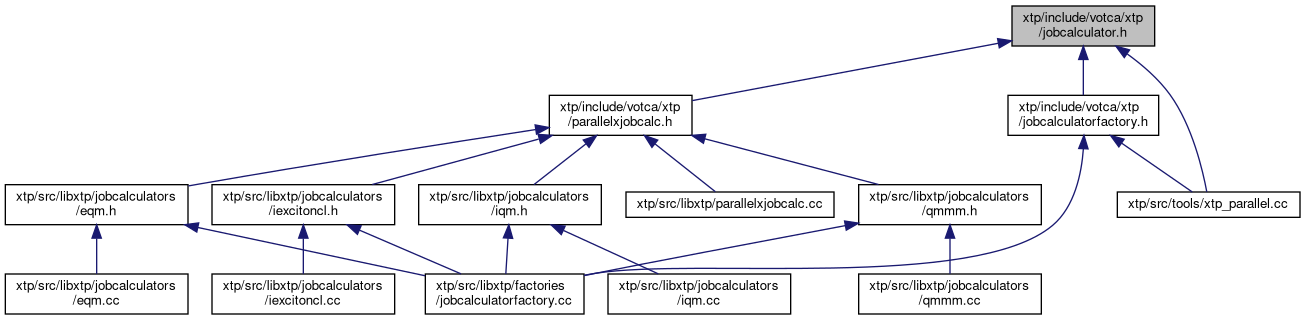 xtp/include/votca/xtp
/jobcalculator.h
xtp/include/votca/xtp
/parallelxjobcalc.h
xtp/include/votca/xtp
/jobcalculatorfactory.h
xtp/src/libxtp/jobcalculators
/eqm.h
xtp/src/libxtp/jobcalculators
/iexcitoncl.h
xtp/src/libxtp/jobcalculators
/iqm.h
xtp/src/libxtp/parallelxjobcalc.cc
xtp/src/libxtp/jobcalculators
/qmmm.h
xtp/src/tools/xtp_parallel.cc
xtp/src/libxtp/jobcalculators
/eqm.cc
xtp/src/libxtp/jobcalculators
/iexcitoncl.cc
xtp/src/libxtp/factories
/jobcalculatorfactory.cc
xtp/src/libxtp/jobcalculators
/iqm.cc
xtp/src/libxtp/jobcalculators
/qmmm.cc